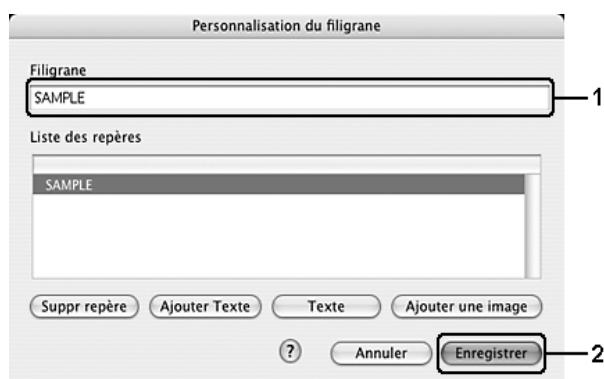 Personnalisation du filigrane
Filigrane
SAMPLE
1
Liste des repères
SAMPLE
Suppr repère Ajouter Texte Texte Ajouter une image
? Annuler Enregistrer
2